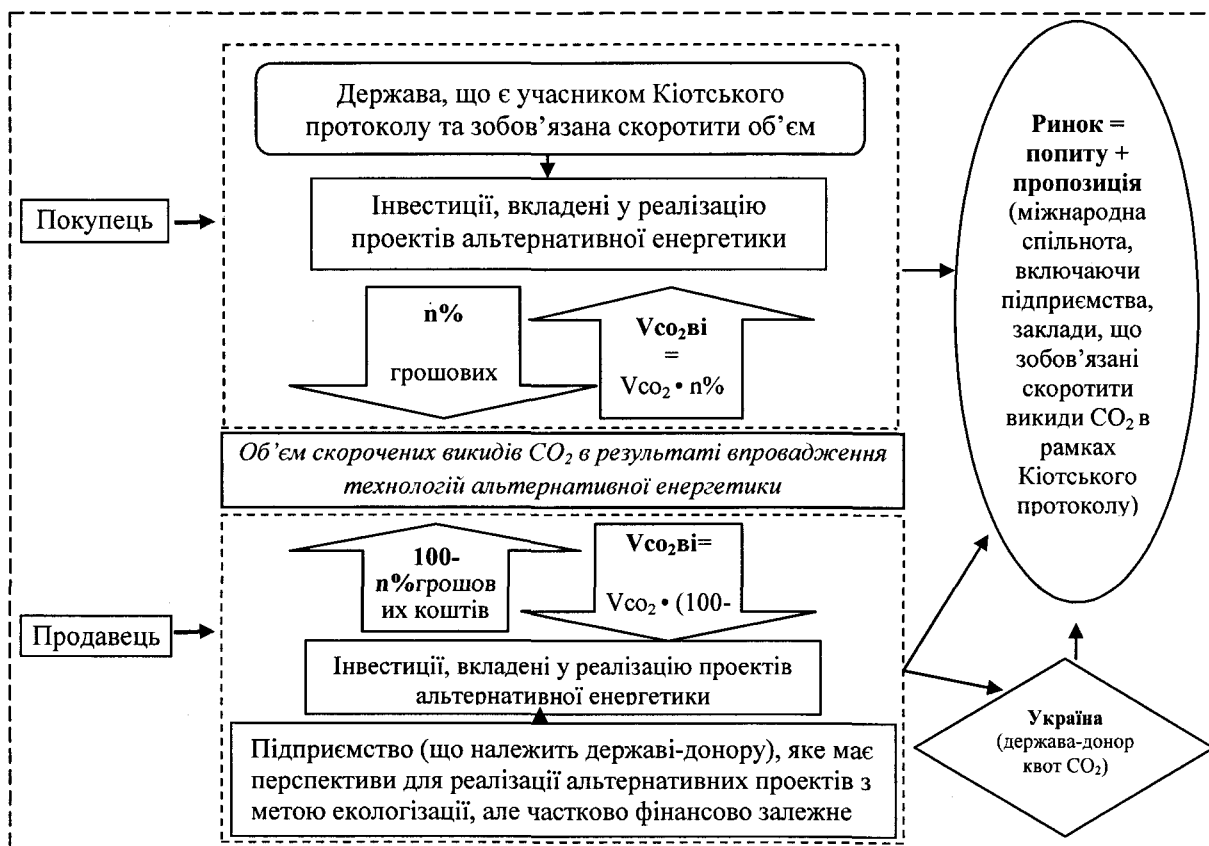 Держава, що є учасником Кіотського
протоколу та зобов’язана скоротити об’єм
Покупець
Інвестиції, вкладені у реалізацію
проектів альтернативної енергетики
n%
грошових
Vco₂ві
=
Vco₂ • n%
Об’єм скорочених викидів CO₂ в результаті впровадження
технологій альтернативної енергетики
100-
n%грошов
их коштів
Vco₂ві=
Vco₂ • (100-
Продавець
Інвестиції, вкладені у реалізацію проектів
альтернативної енергетики
Підприємство (що належить державі-донору), яке має
перспективи для реалізації альтернативних проектів з
метою екологізації, але частково фінансово залежне
Ринок =
попиту +
пропозиція
(міжнародна
спільнота,
включаючи
підприємства,
заклади, що
зобов’язані
скоротити
викиди CO₂ в
рамках
Кіотського
протоколу)
Україна
(держава-донор
квот CO₂)